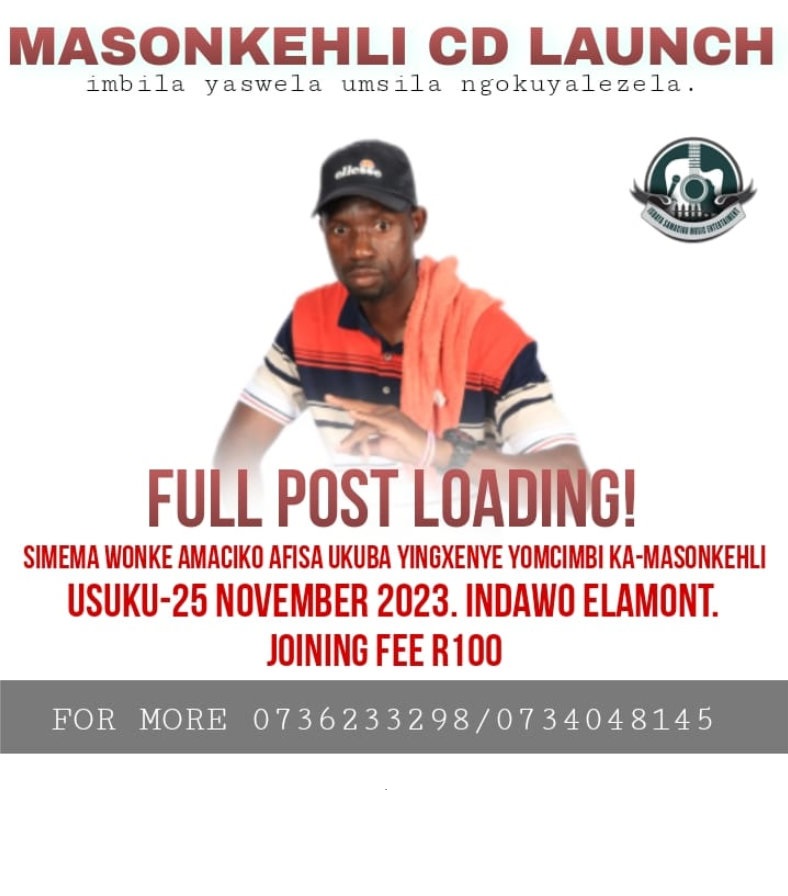 MASONKEHLI CD LAUNCH
imbila yaswela umsila ngokuyalezela.
ellesse
FULL POST LOADING!
SIMEMA WONKE AMACIKO AFISA UKUBA YINGXENYE YOMCIMBI KA-MASONKEHLI
USUKU-25 NOVEMBER 2023. INDAWO ELAMONT.
JOINING FEE R100
FOR MORE 0736233298/0734048145